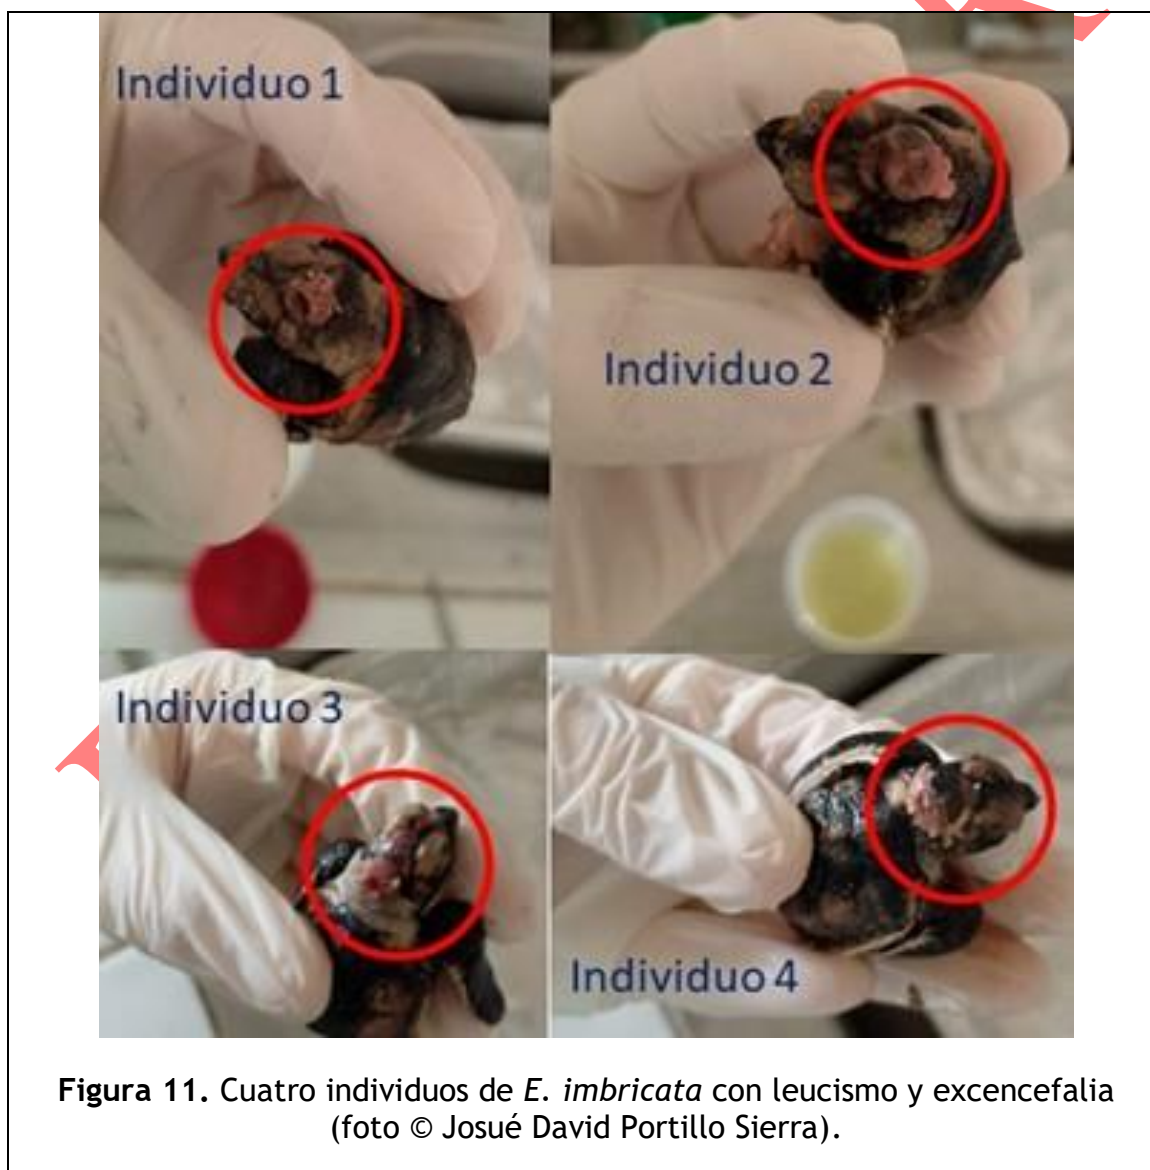 Individuo 1
Individuo 2
Individuo 3
Individuo 4
Figura 11. Cuatro individuos de E. imbricata con leucismo y excencefalia
(foto © Josué David Portillo Sierra).